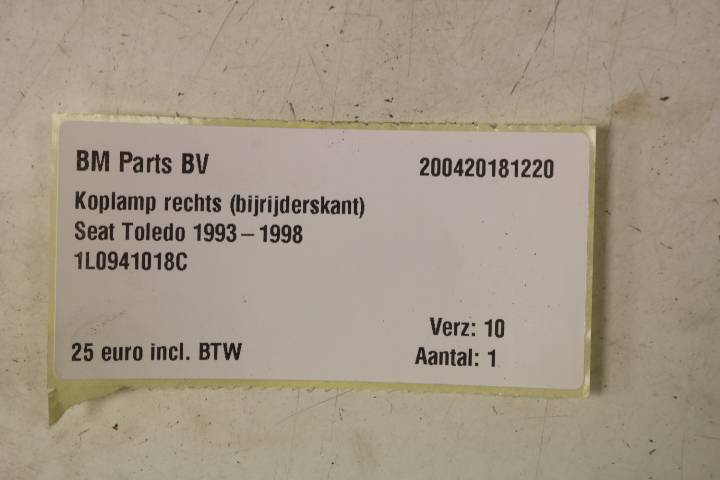 BM Parts BV 200420181220
Koplamp rechts (bijrijderskant)
Seat Toledo 1993 – 1998
1L0941018C
Verz: 10
25 euro incl. BTW Aantal: 1